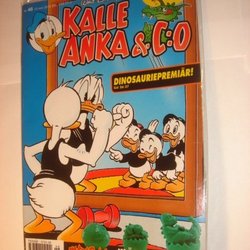 KALLE
ANKA & C:O
DINOSAURIEPREMIÄR!